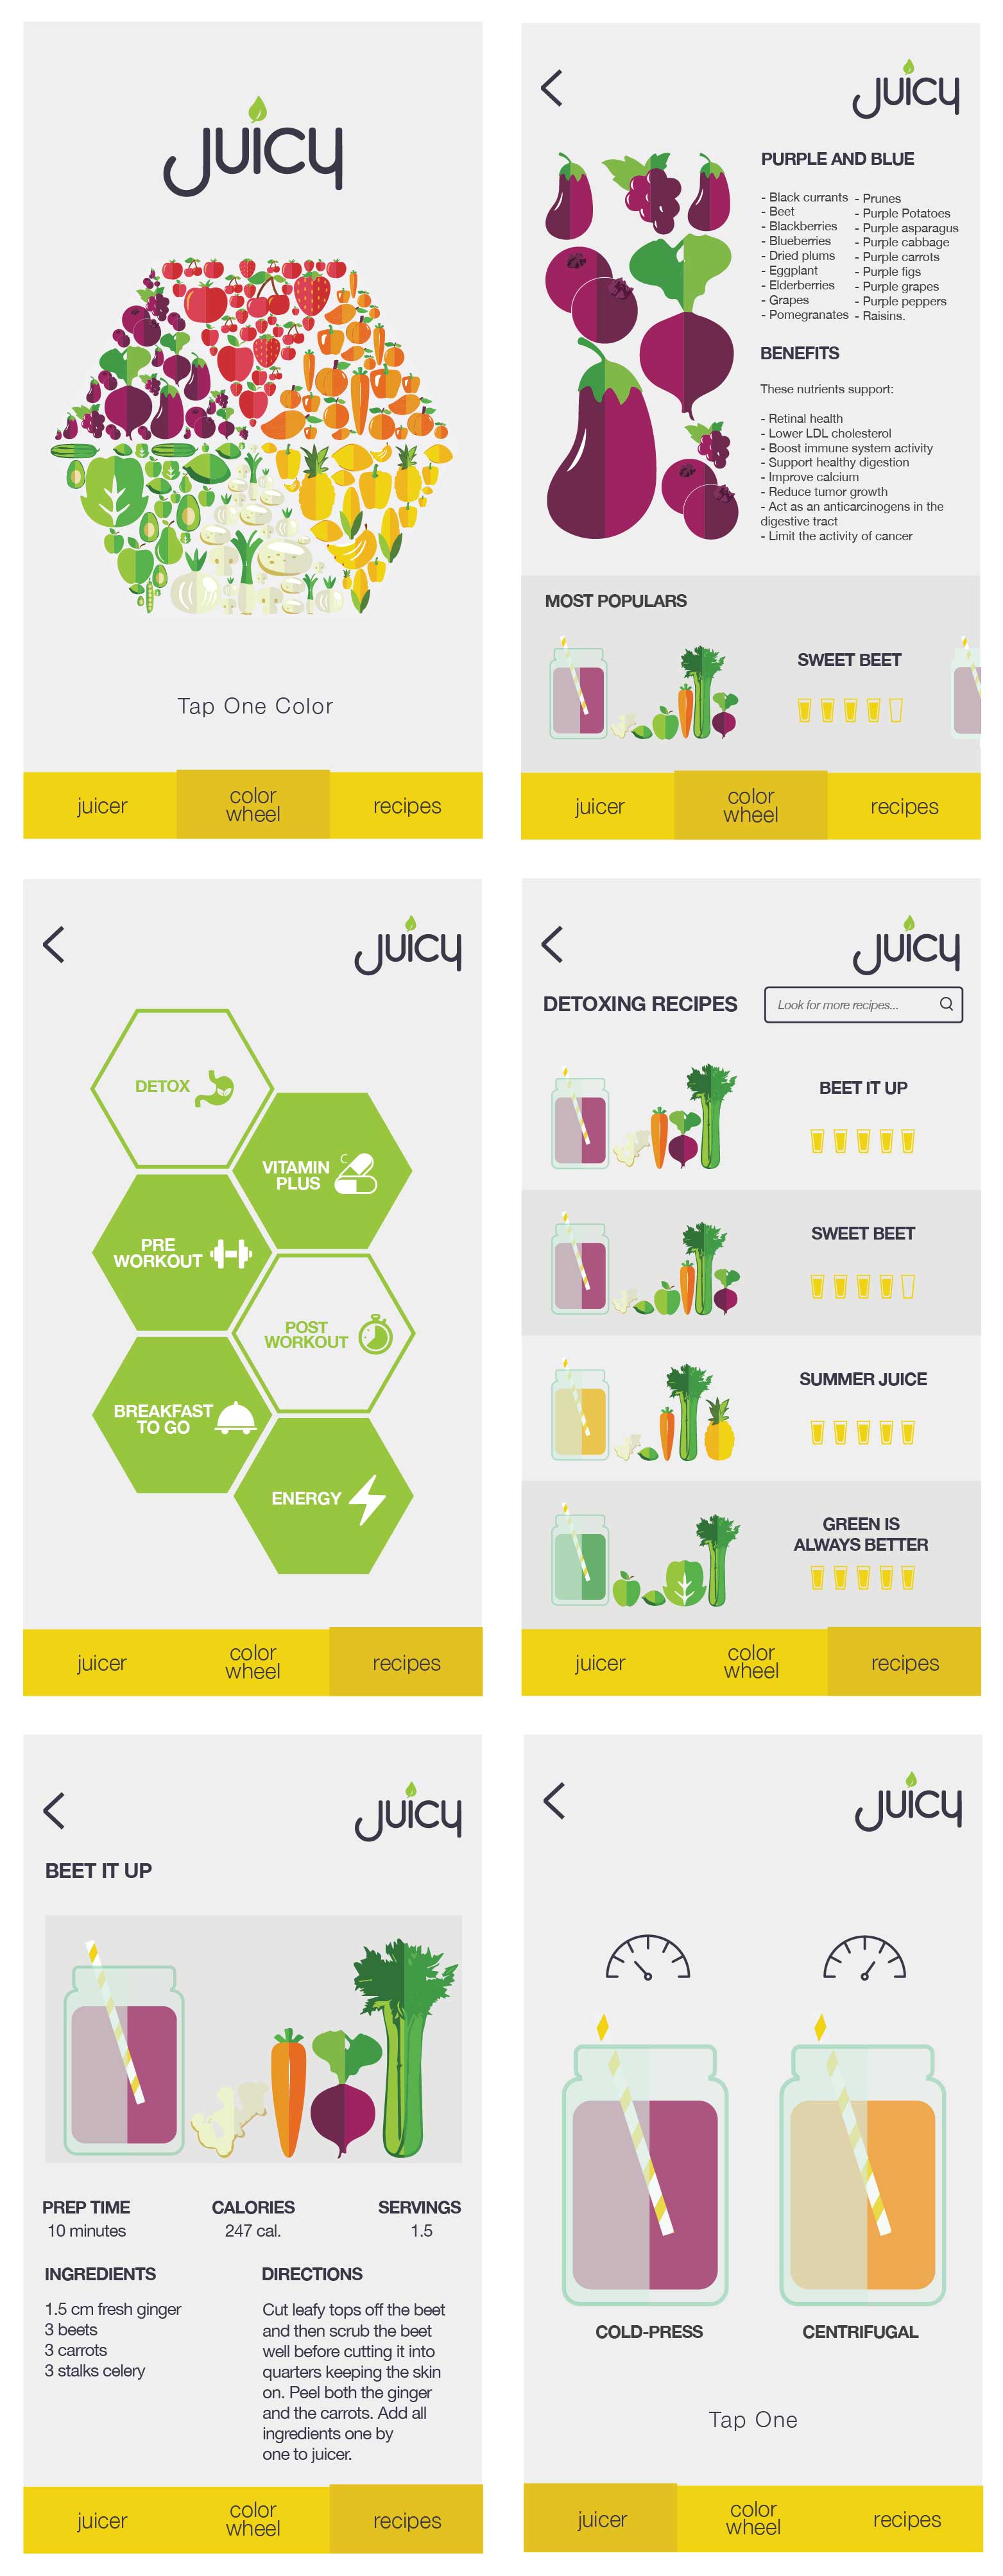 juicy
Tap One Color
juicer
color
wheel
recipes
juicy
PURPLE AND BLUE
- Black currants
- Beet
- Blackberries
- Blueberries
- Dried plums
- Eggplant
- Elderberries
- Grapes
- Pomegranates
- Prunes
- Purple Potatoes
- Purple asparagus
- Purple cabbage
- Purple carrots
- Purple figs
- Purple grapes
- Purple peppers
- Raisins.
BENEFITS
These nutrients support:
- Retinal health
- Lower LDL cholesterol
- Boost immune system activity
- Support healthy digestion
- Improve calcium
- Reduce tumor growth
- Act as an anticarcinogens in the
digestive tract
- Limit the activity of cancer
MOST POPULARS
SWEET BEET
juicer
color
wheel
recipes
juicy
DETOX
C
VITAMIN
PLUS
PRE
WORKOUT
POST
WORKOUT
BREAKFAST
TO GO
ENERGY
juicer
color
wheel
recipes
juicy
DETOXING RECIPES
Look for more recipes...
BEET IT UP
SWEET BEET
SUMMER JUICE
GREEN IS
ALWAYS BETTER
juicer
color
wheel
recipes
juicy
BEET IT UP
PREP TIME
10 minutes
CALORIES
247 cal.
SERVINGS
1.5
INGREDIENTS
1.5 cm fresh ginger
3 beets
3 carrots
3 stalks celery
DIRECTIONS
Cut leafy tops off the beet
and then scrub the beet
well before cutting it into
quarters keeping the skin
on. Peel both the ginger
and the carrots. Add all
ingredients one by
one to juicer.
juicer
color
wheel
recipes
juicy
COLD-PRESS
CENTRIFUGAL
Tap One
juicer
color
wheel
recipes